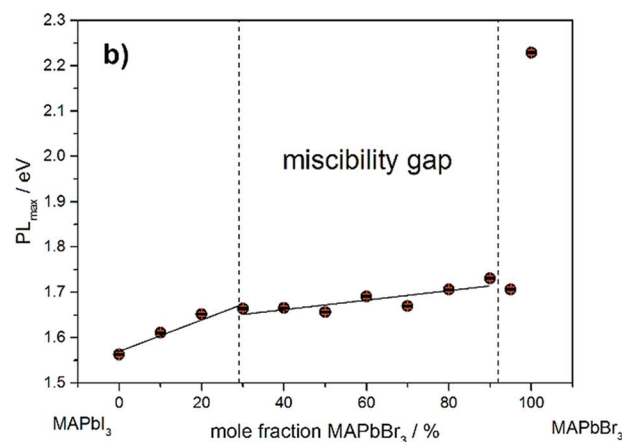 b)
2.3
2.2
2.1
2.0
1.9
1.8
1.7
1.6
1.5
PL_max / eV
miscibility gap
0 20 40 60 80 100
MAPbI₃ mole fraction MAPbBr₃ / % MAPbBr₃